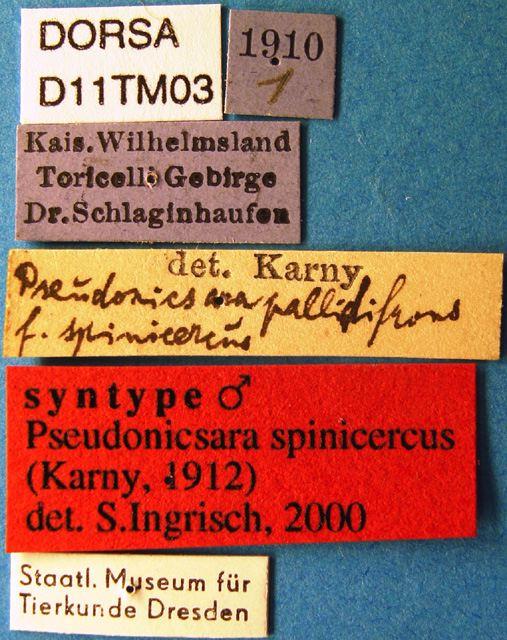 DORSA
D11TM03
1910
1
Kais. Wilhelmsland
Toricelli Gebirge
Dr. Schlaginhaufen
det. Karny
Pseudonicsara pallidifrons
f. spinicercus
syntype ♂
Pseudonicsara spinicercus
(Karny, 1912)
det. S.Ingrisch, 2000
Staatl. Museum für
Tierkunde Dresden